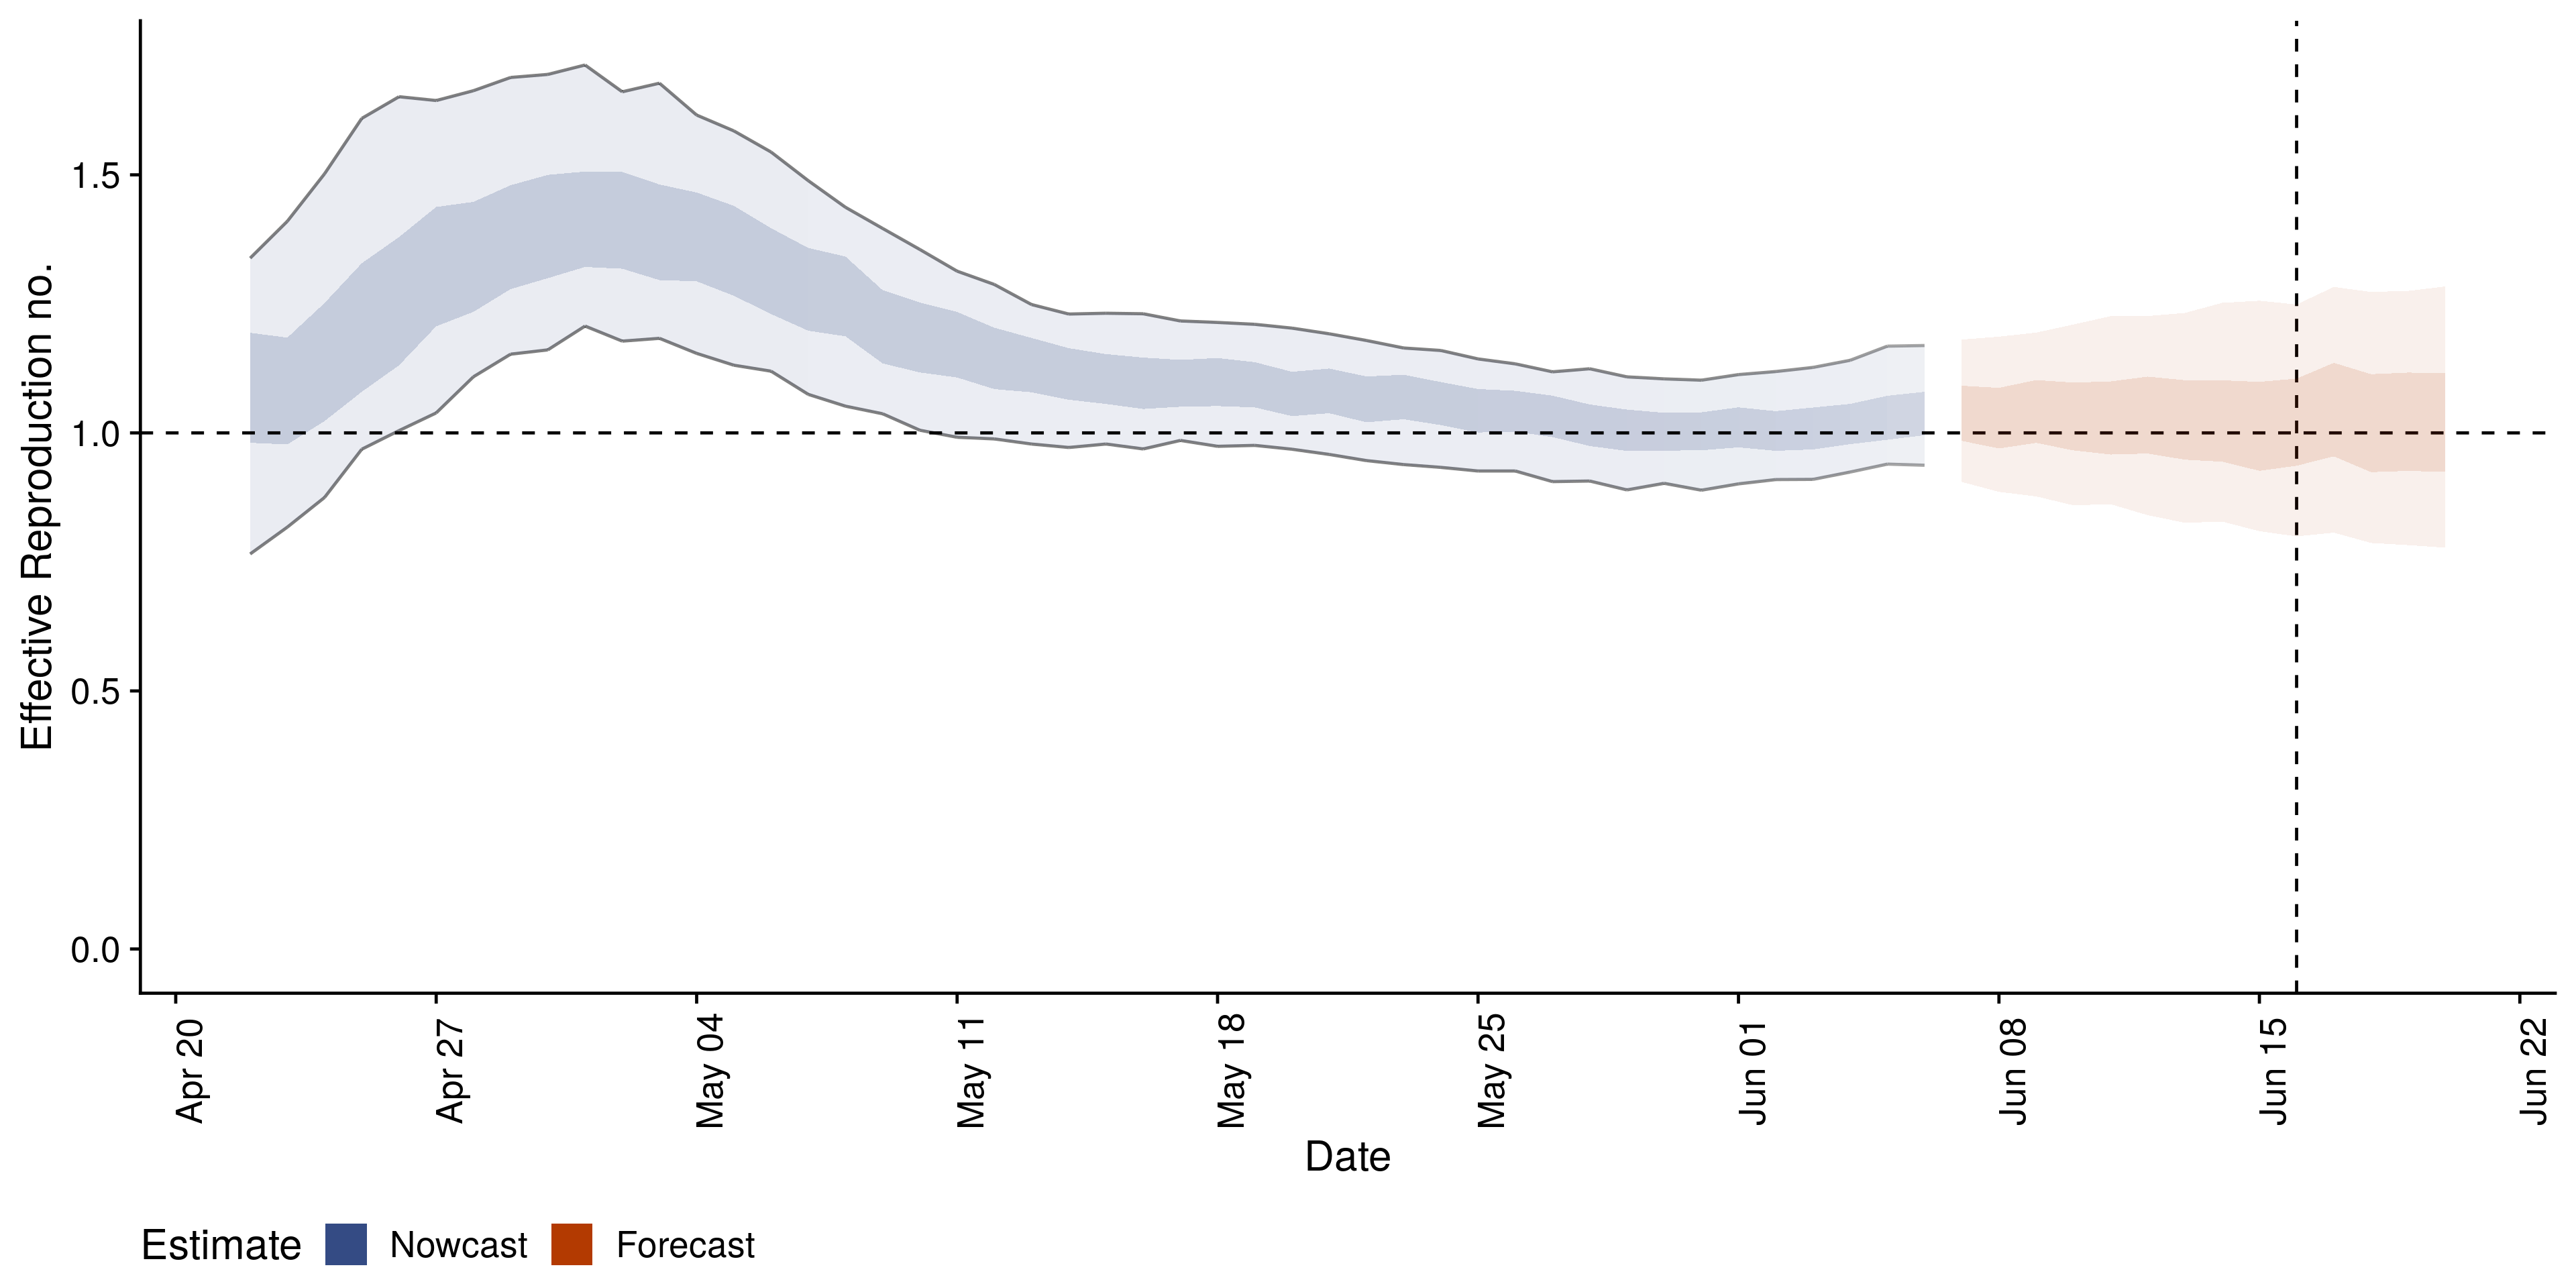 Effective Reproduction no.
1.5
1.0
0.5
0.0
Apr 20
Apr 27
May 04
May 11
May 18
May 25
Jun 01
Jun 08
Jun 15
Jun 22
Date
Estimate Nowcast Forecast